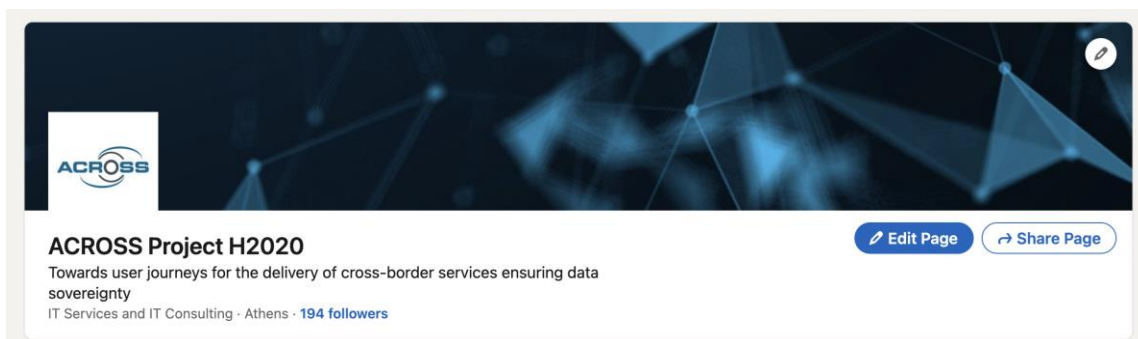 ACROSS
ACROSS Project H2020
Edit Page
Share Page
Towards user journeys for the delivery of cross-border services ensuring data
sovereignty
IT Services and IT Consulting · Athens · 194 followers